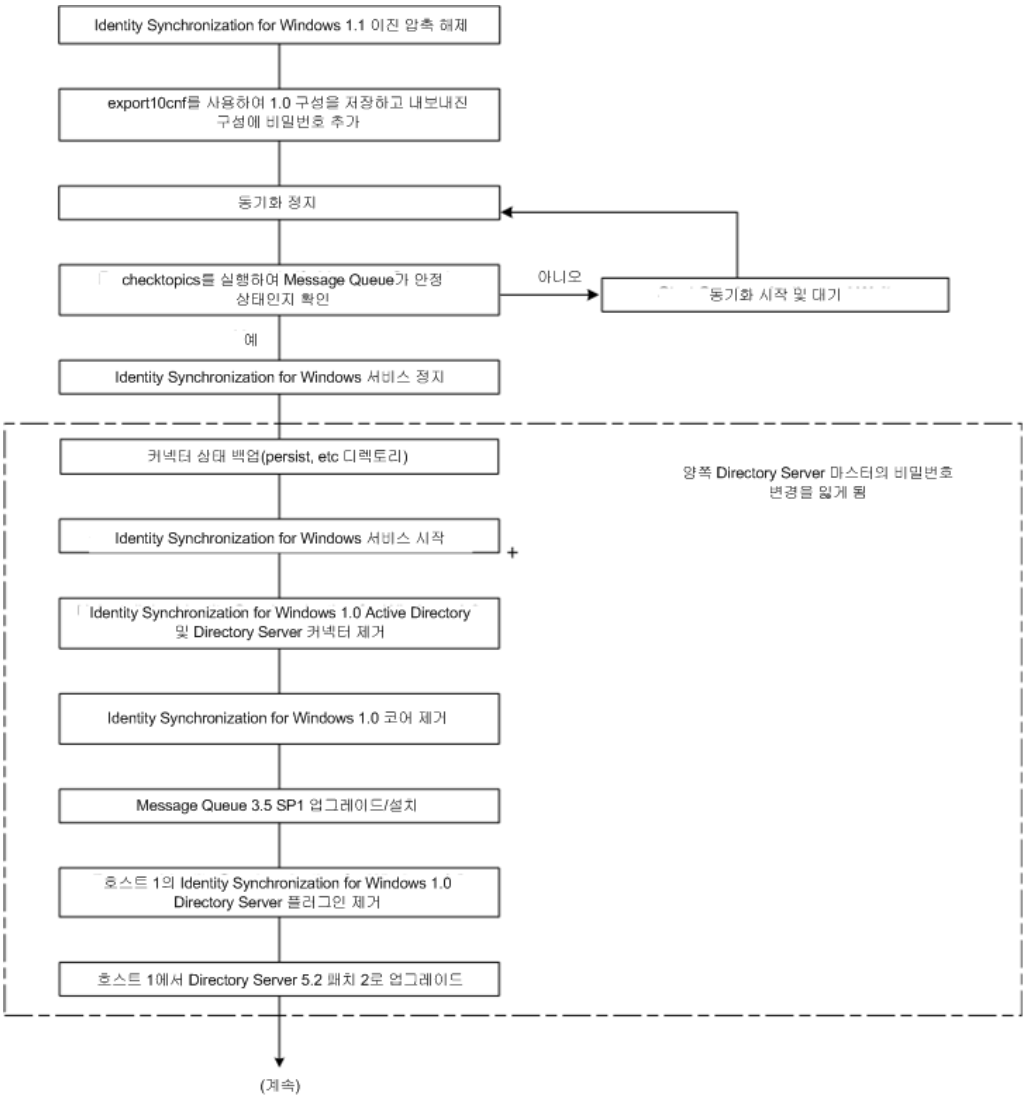 Identity Synchronization for Windows 1.1 이진 압축 해제
export10cnf를 사용하여 1.0 구성을 저장하고 내보내진
구성에 비밀번호 추가
동기화 정지
checktopics를 실행하여 Message Queue가 안정
상태인지 확인
아니오
동기화 시작 및 대기
예
Identity Synchronization for Windows 서비스 정지
커넥터 상태 백업(persist, etc 디렉토리)
양쪽 Directory Server 마스터의 비밀번호
변경을 잃게 됨
Identity Synchronization for Windows 서비스 시작
+
Identity Synchronization for Windows 1.0 Active Directory
및 Directory Server 커넥터 제거
Identity Synchronization for Windows 1.0 코어 제거
Message Queue 3.5 SP1 업그레이드/설치
호스트 1의 Identity Synchronization for Windows 1.0
Directory Server 플러그인 제거
호스트 1에서 Directory Server 5.2 패치 2로 업그레이드
(계속)